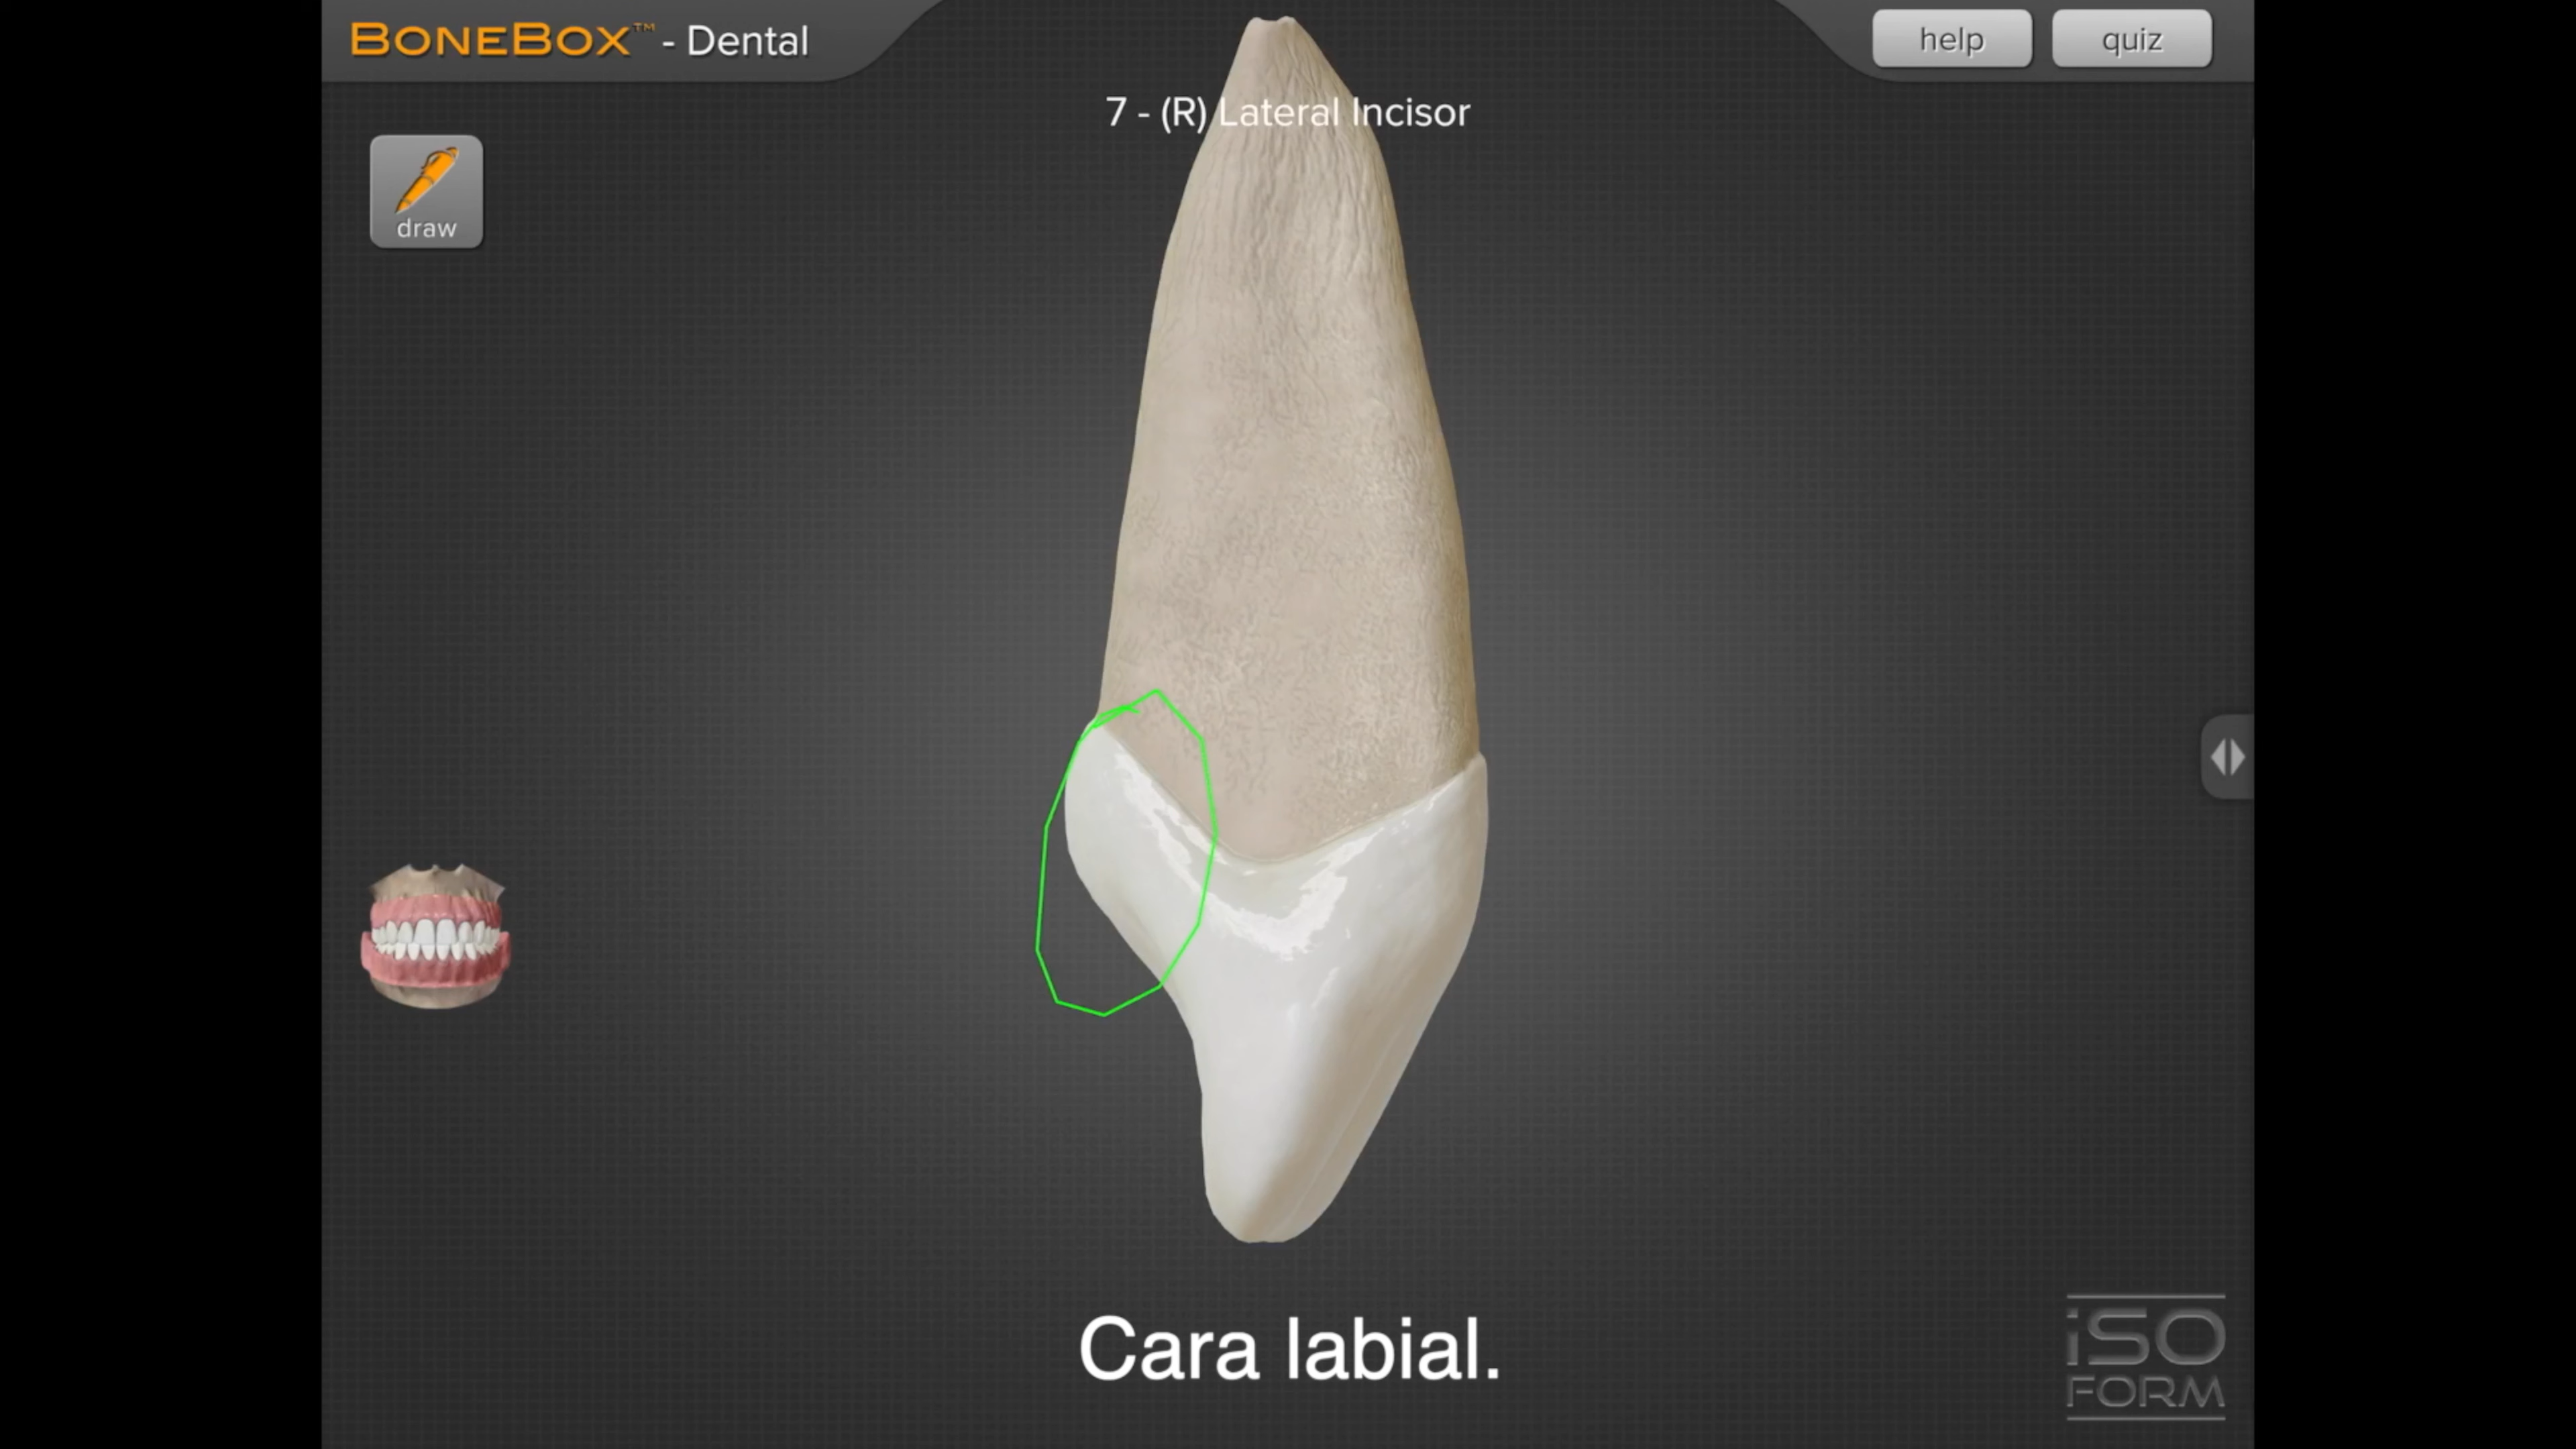 BONEBOX™ - Dental
help
quiz
7 - (R) Lateral Incisor
draw
Cara labial.
iSO
FORM